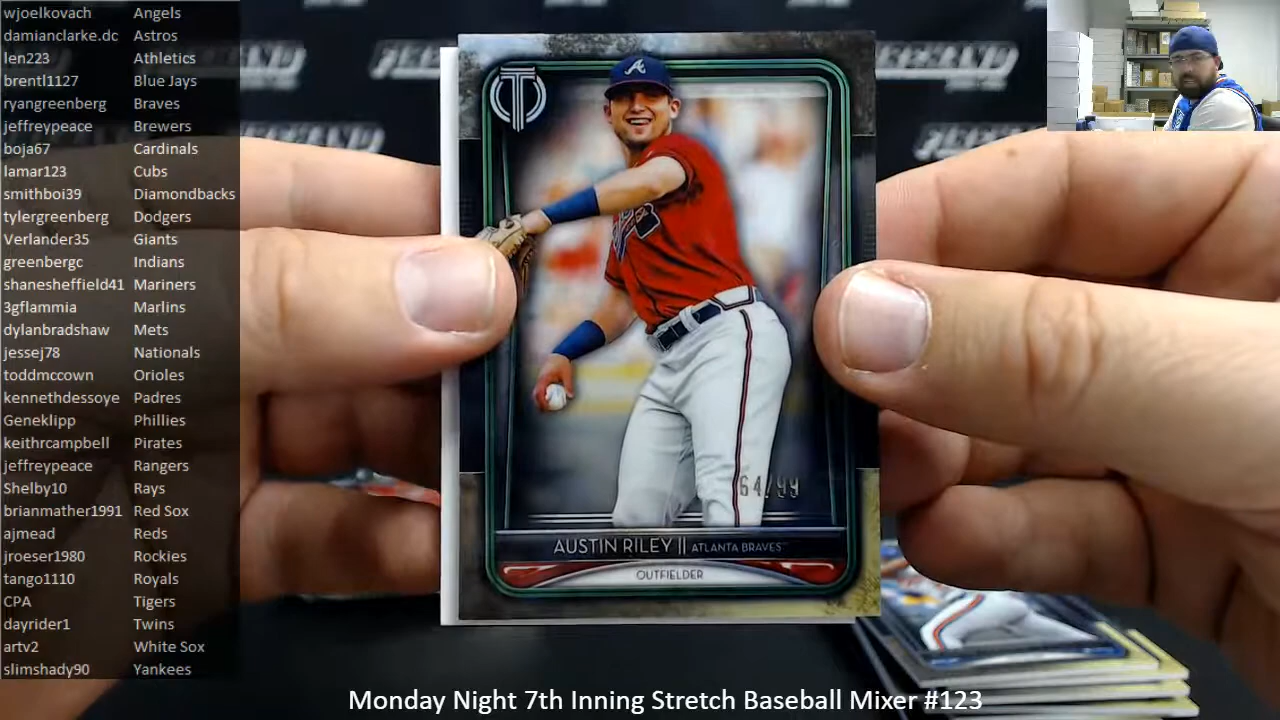 wjoelkovach Angels
damianclarke.dc Astros
len223 Athletics
brentl1127 Blue Jays
ryangreenberg Braves
jeffreypeace Brewers
boja67 Cardinals
lamar123 Cubs
smithboi39 Diamondbacks
tylergreenberg Dodgers
Verlander35 Giants
greenbergc Indians
shanesheffield41 Mariners
3gflammia Marlins
dylanbradshaw Mets
jessej78 Nationals
toddmccown Orioles
kennethdessoye Padres
Geneklipp Phillies
keithrcampbell Pirates
jeffreypeace Rangers
Shelby10 Rays
brianmather1991 Red Sox
ajmead Reds
jroeser1980 Rockies
tango1110 Royals
CPA Tigers
dayrider1 Twins
artv2 White Sox
slimshady90 Yankees
64/99
AUSTIN RILEY || ATLANTA BRAVES™
OUTFIELDER
Monday Night 7th Inning Stretch Baseball Mixer #123